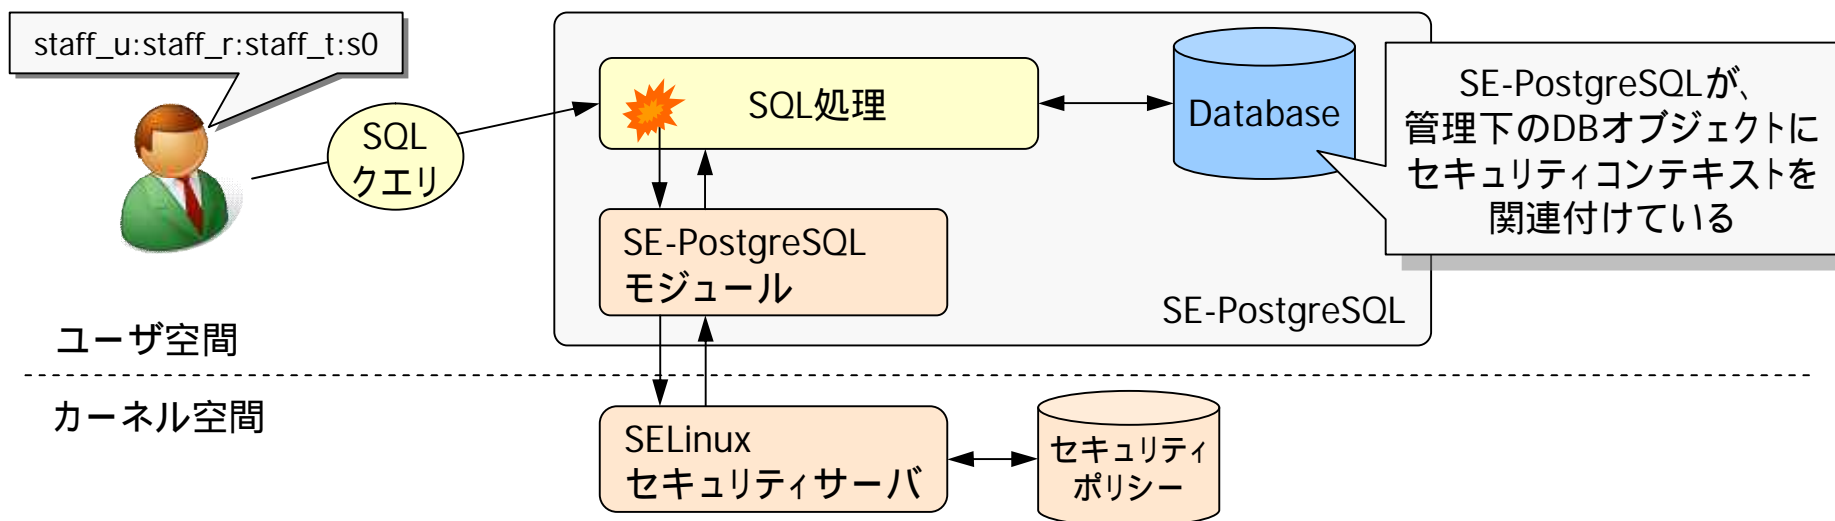 staff_u:staff_r:staff_t:s0
SQL
クエリ
SQL処理
Database
SE-PostgreSQLが、
管理下のDBオブジェクトに
セキュリティコンテキストを
関連付けている
SE-PostgreSQL
モジュール
SE-PostgreSQL
ユーザ空間
カーネル空間
SELinux
セキュリティサーバ
セキュリティ
ポリシー